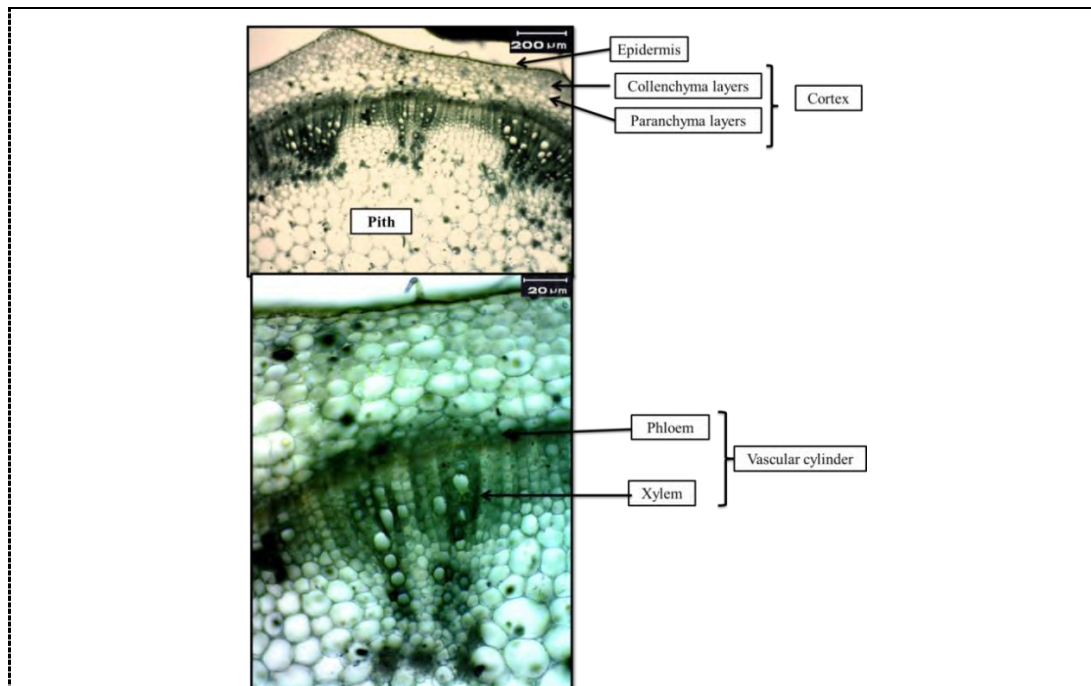 200 µm
Epidermis
Collenchyma layers
Paranchyma layers
Cortex
Pith
20 µm
Phloem
Xylem
Vascular cylinder